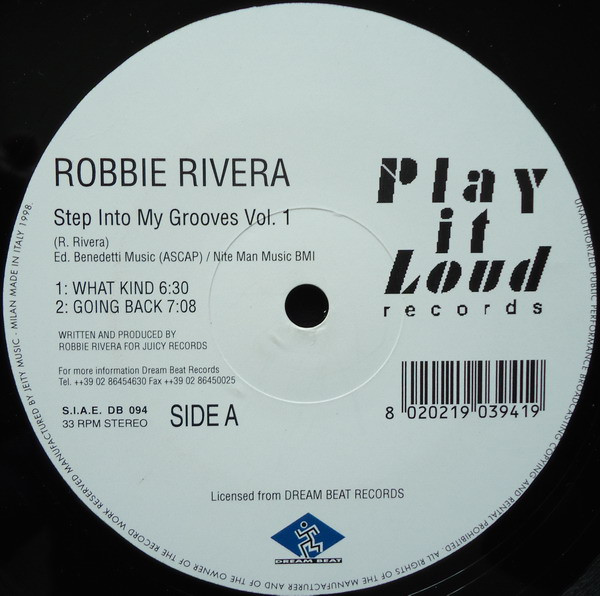 ROBBIE RIVERA
Step Into My Grooves Vol. 1
(R. Rivera)
Ed. Benedetti Music (ASCAP) / Nite Man Music BMI
1: WHAT KIND 6:30
2: GOING BACK 7:08
WRITTEN AND PRODUCED BY
ROBBIE RIVERA FOR JUICY RECORDS
For more information Dream Beat Records
Tel. ++39 02 86454630 Fax ++39 02 86450025
S.I.A.E. DB 094
33 RPM STEREO
SIDE A
Play
it
Loud
records
8 020219 039419
Licensed from DREAM BEAT RECORDS
DREAM BEAT
UNAUTHORIZED PUBLIC PERFORMANCE BROADCASTING COPYING AND RENTAL PROHIBITED. ALL RIGHTS OF THE MANUFACTURER AND OF THE OWNER OF THE RECORD WORK RESERVED MANUFACTURED BY JEITY MUSIC - MILAN MADE IN ITALY 1998.